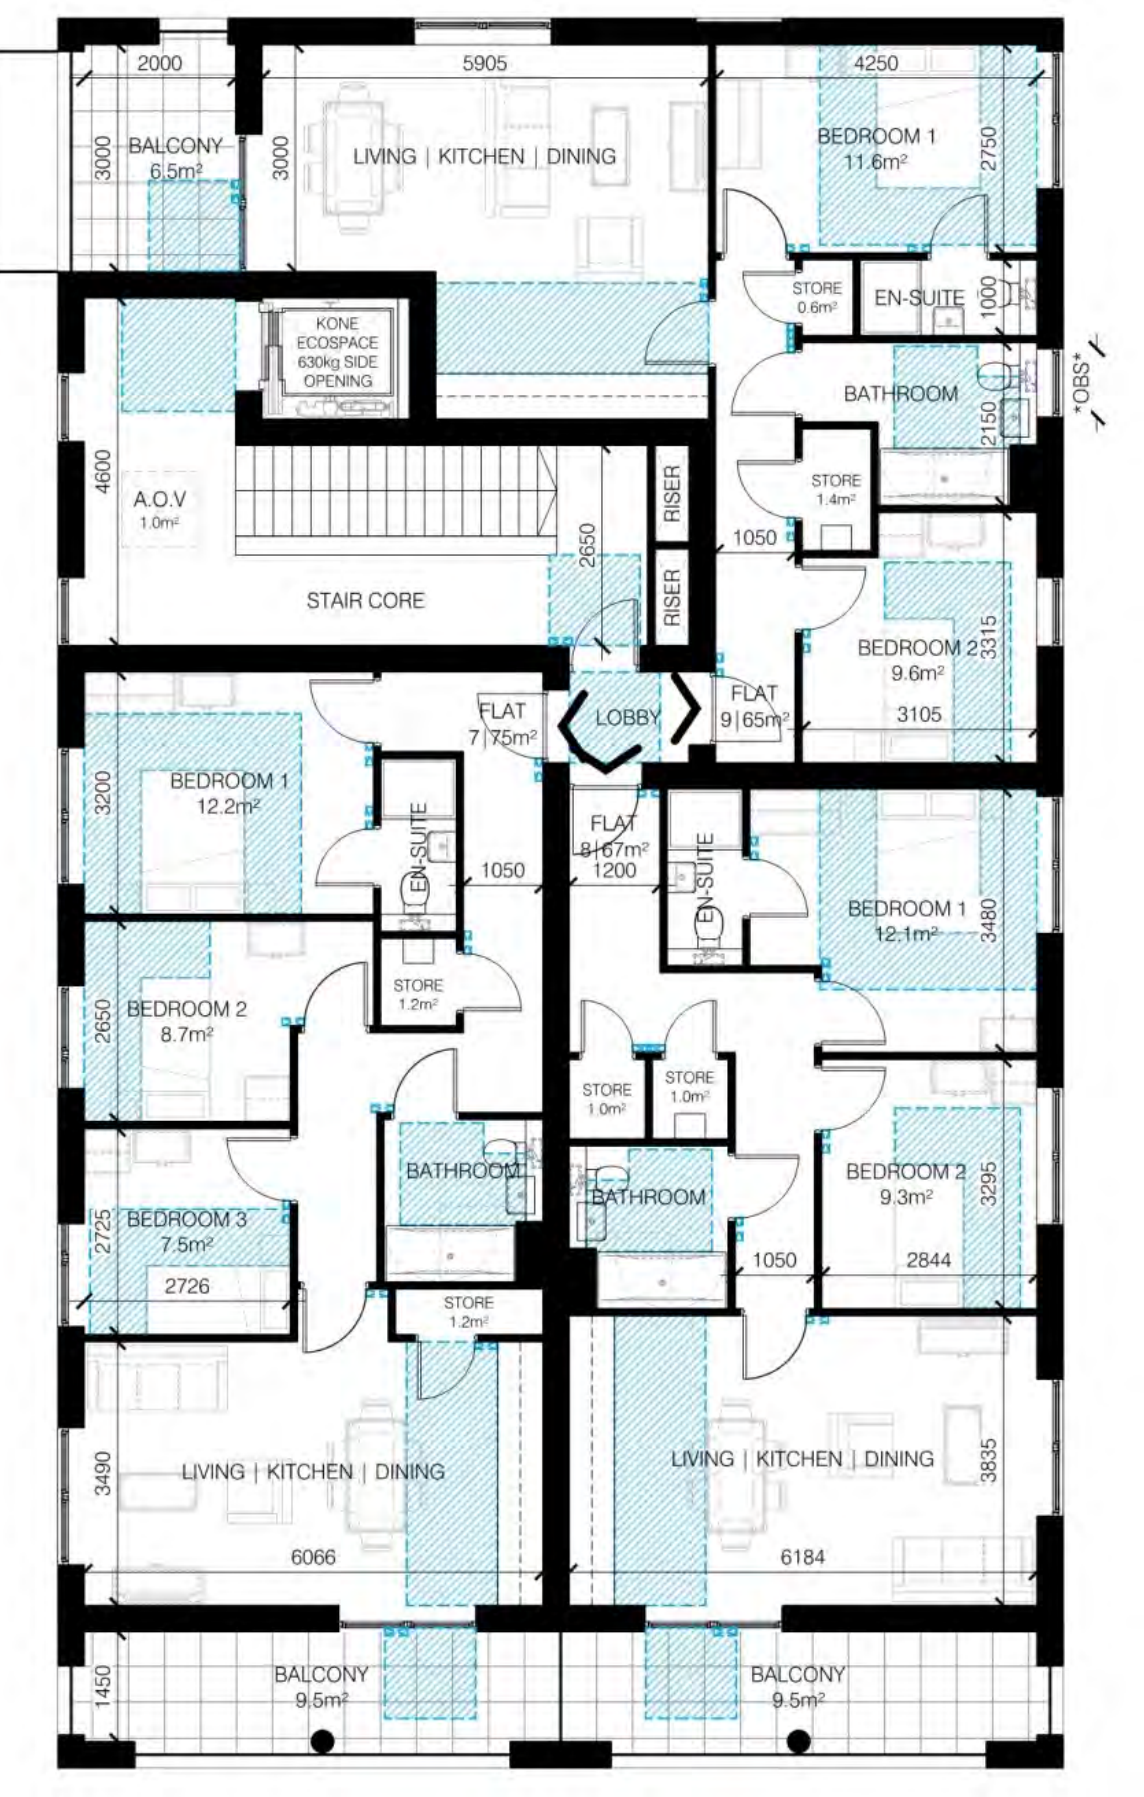 2000
5905
4250
3000
BALCONY
6.5m²
3000
LIVING | KITCHEN | DINING
BEDROOM 1
11.6m²
2750
STORE
0.6m²
EN-SUITE
1000
KONE
ECOSPACE
630kg SIDE
OPENING
BATHROOM
2150
*OBS*
4600
A.O.V
1.0m²
STORE
1.4m²
RISER
RISER
2650
1050
STAIR CORE
BEDROOM 2
9.6m²
3315
3105
FLAT
7|75m²
LOBBY
FLAT
9|65m²
BEDROOM 1
12.2m²
3200
EN-SUITE
1050
FLAT
8|67m²
1200
EN-SUITE
BEDROOM 1
12.1m²
3480
STORE
1.2m²
BEDROOM 2
8.7m²
2650
STORE
1.0m²
STORE
1.0m²
BATHROOM
BATHROOM
BEDROOM 2
9.3m²
3295
BEDROOM 3
7.5m²
2725
2726
1050
2844
STORE
1.2m²
3490
LIVING | KITCHEN | DINING
LIVING | KITCHEN | DINING
3835
6066
6184
1450
BALCONY
9.5m²
BALCONY
9.5m²